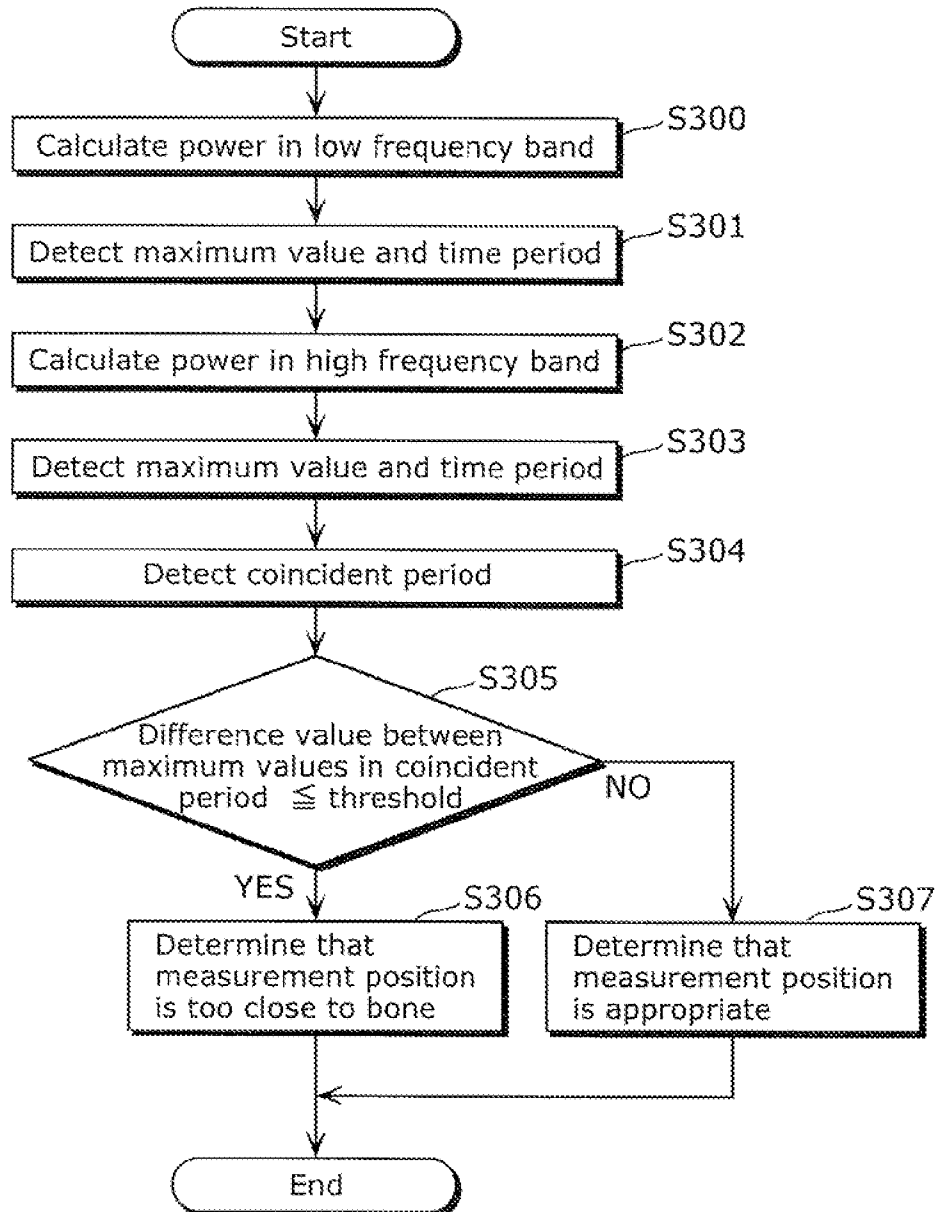 Start
S300
Calculate power in low frequency band
S301
Detect maximum value and time period
S302
Calculate power in high frequency band
S303
Detect maximum value and time period
S304
Detect coincident period
S305
Difference value between
maximum values in coincident
period ≦ threshold
NO
YES
S306
Determine that
measurement position
is too close to bone
S307
Determine that
measurement position
is appropriate
End